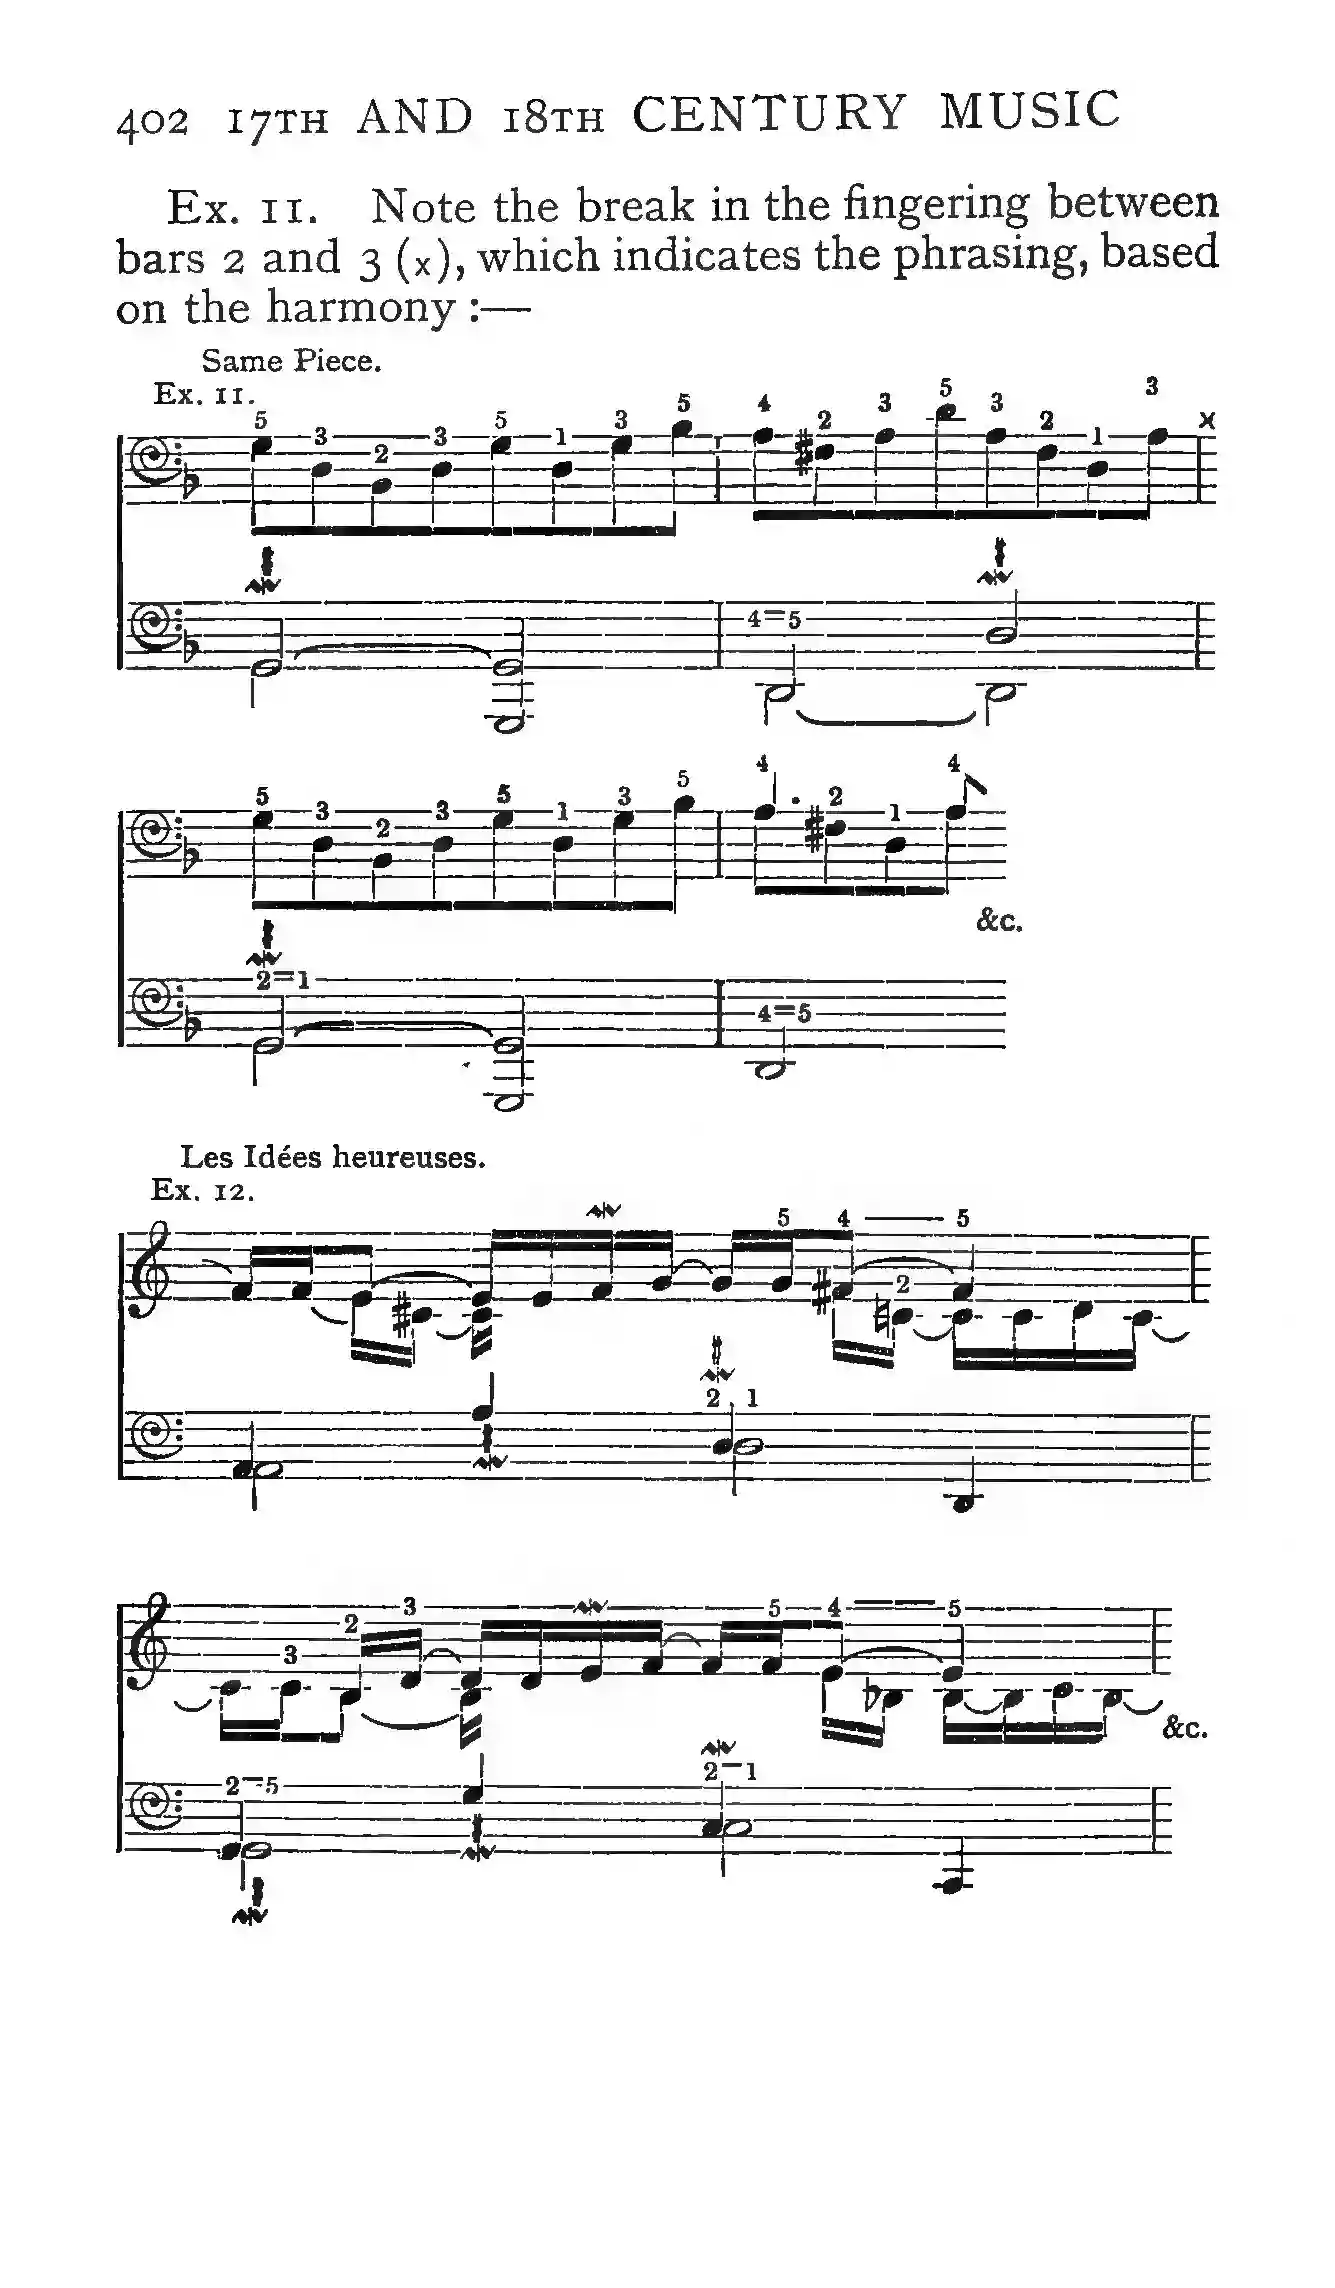 402 17TH AND 18TH CENTURY MUSIC
Ex. 11. Note the break in the fingering between
bars 2 and 3 (x), which indicates the phrasing, based
on the harmony :—
Same Piece.
Ex. 11.
5 3 2 3 5 1 3 5 4 2 3 5 3 2 1 3 x
4=5
5 3 2 3 5 1 3 5 4 2 1 4
&c.
2=1 4=5
Les Idées heureuses.
Ex. 12.
5 4 — 5
2
2 1
3 2 3 5 4 — 5
&c.
2–5 2–1